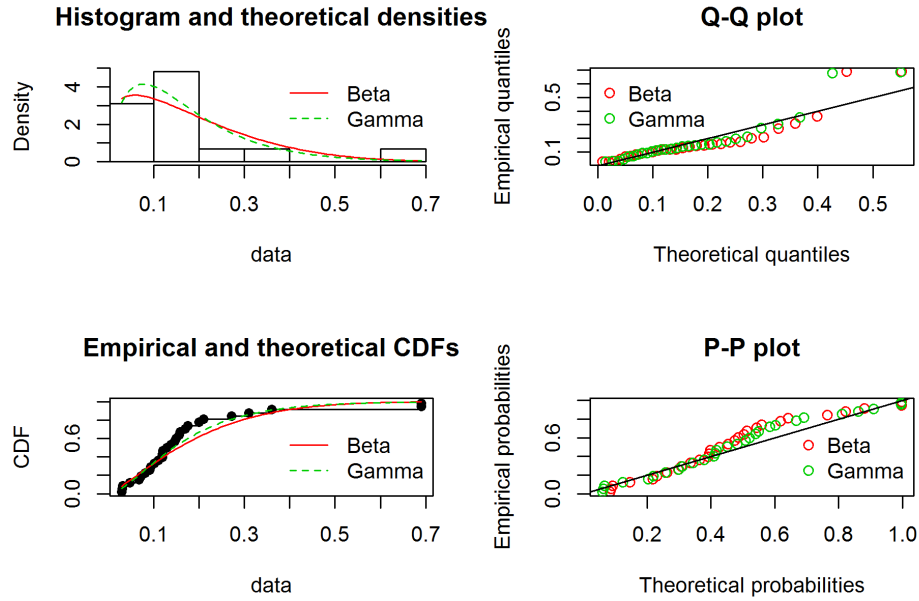 Histogram and theoretical densities
Density
0 2 4
Beta
Gamma
0.1 0.3 0.5 0.7
data
Q-Q plot
Empirical quantiles
0.1 0.5
Beta
Gamma
0.0 0.1 0.2 0.3 0.4 0.5
Theoretical quantiles
Empirical and theoretical CDFs
CDF
0.0 0.6
Beta
Gamma
0.1 0.3 0.5 0.7
data
P-P plot
Empirical probabilities
0.0 0.6
Beta
Gamma
0.2 0.4 0.6 0.8 1.0
Theoretical probabilities